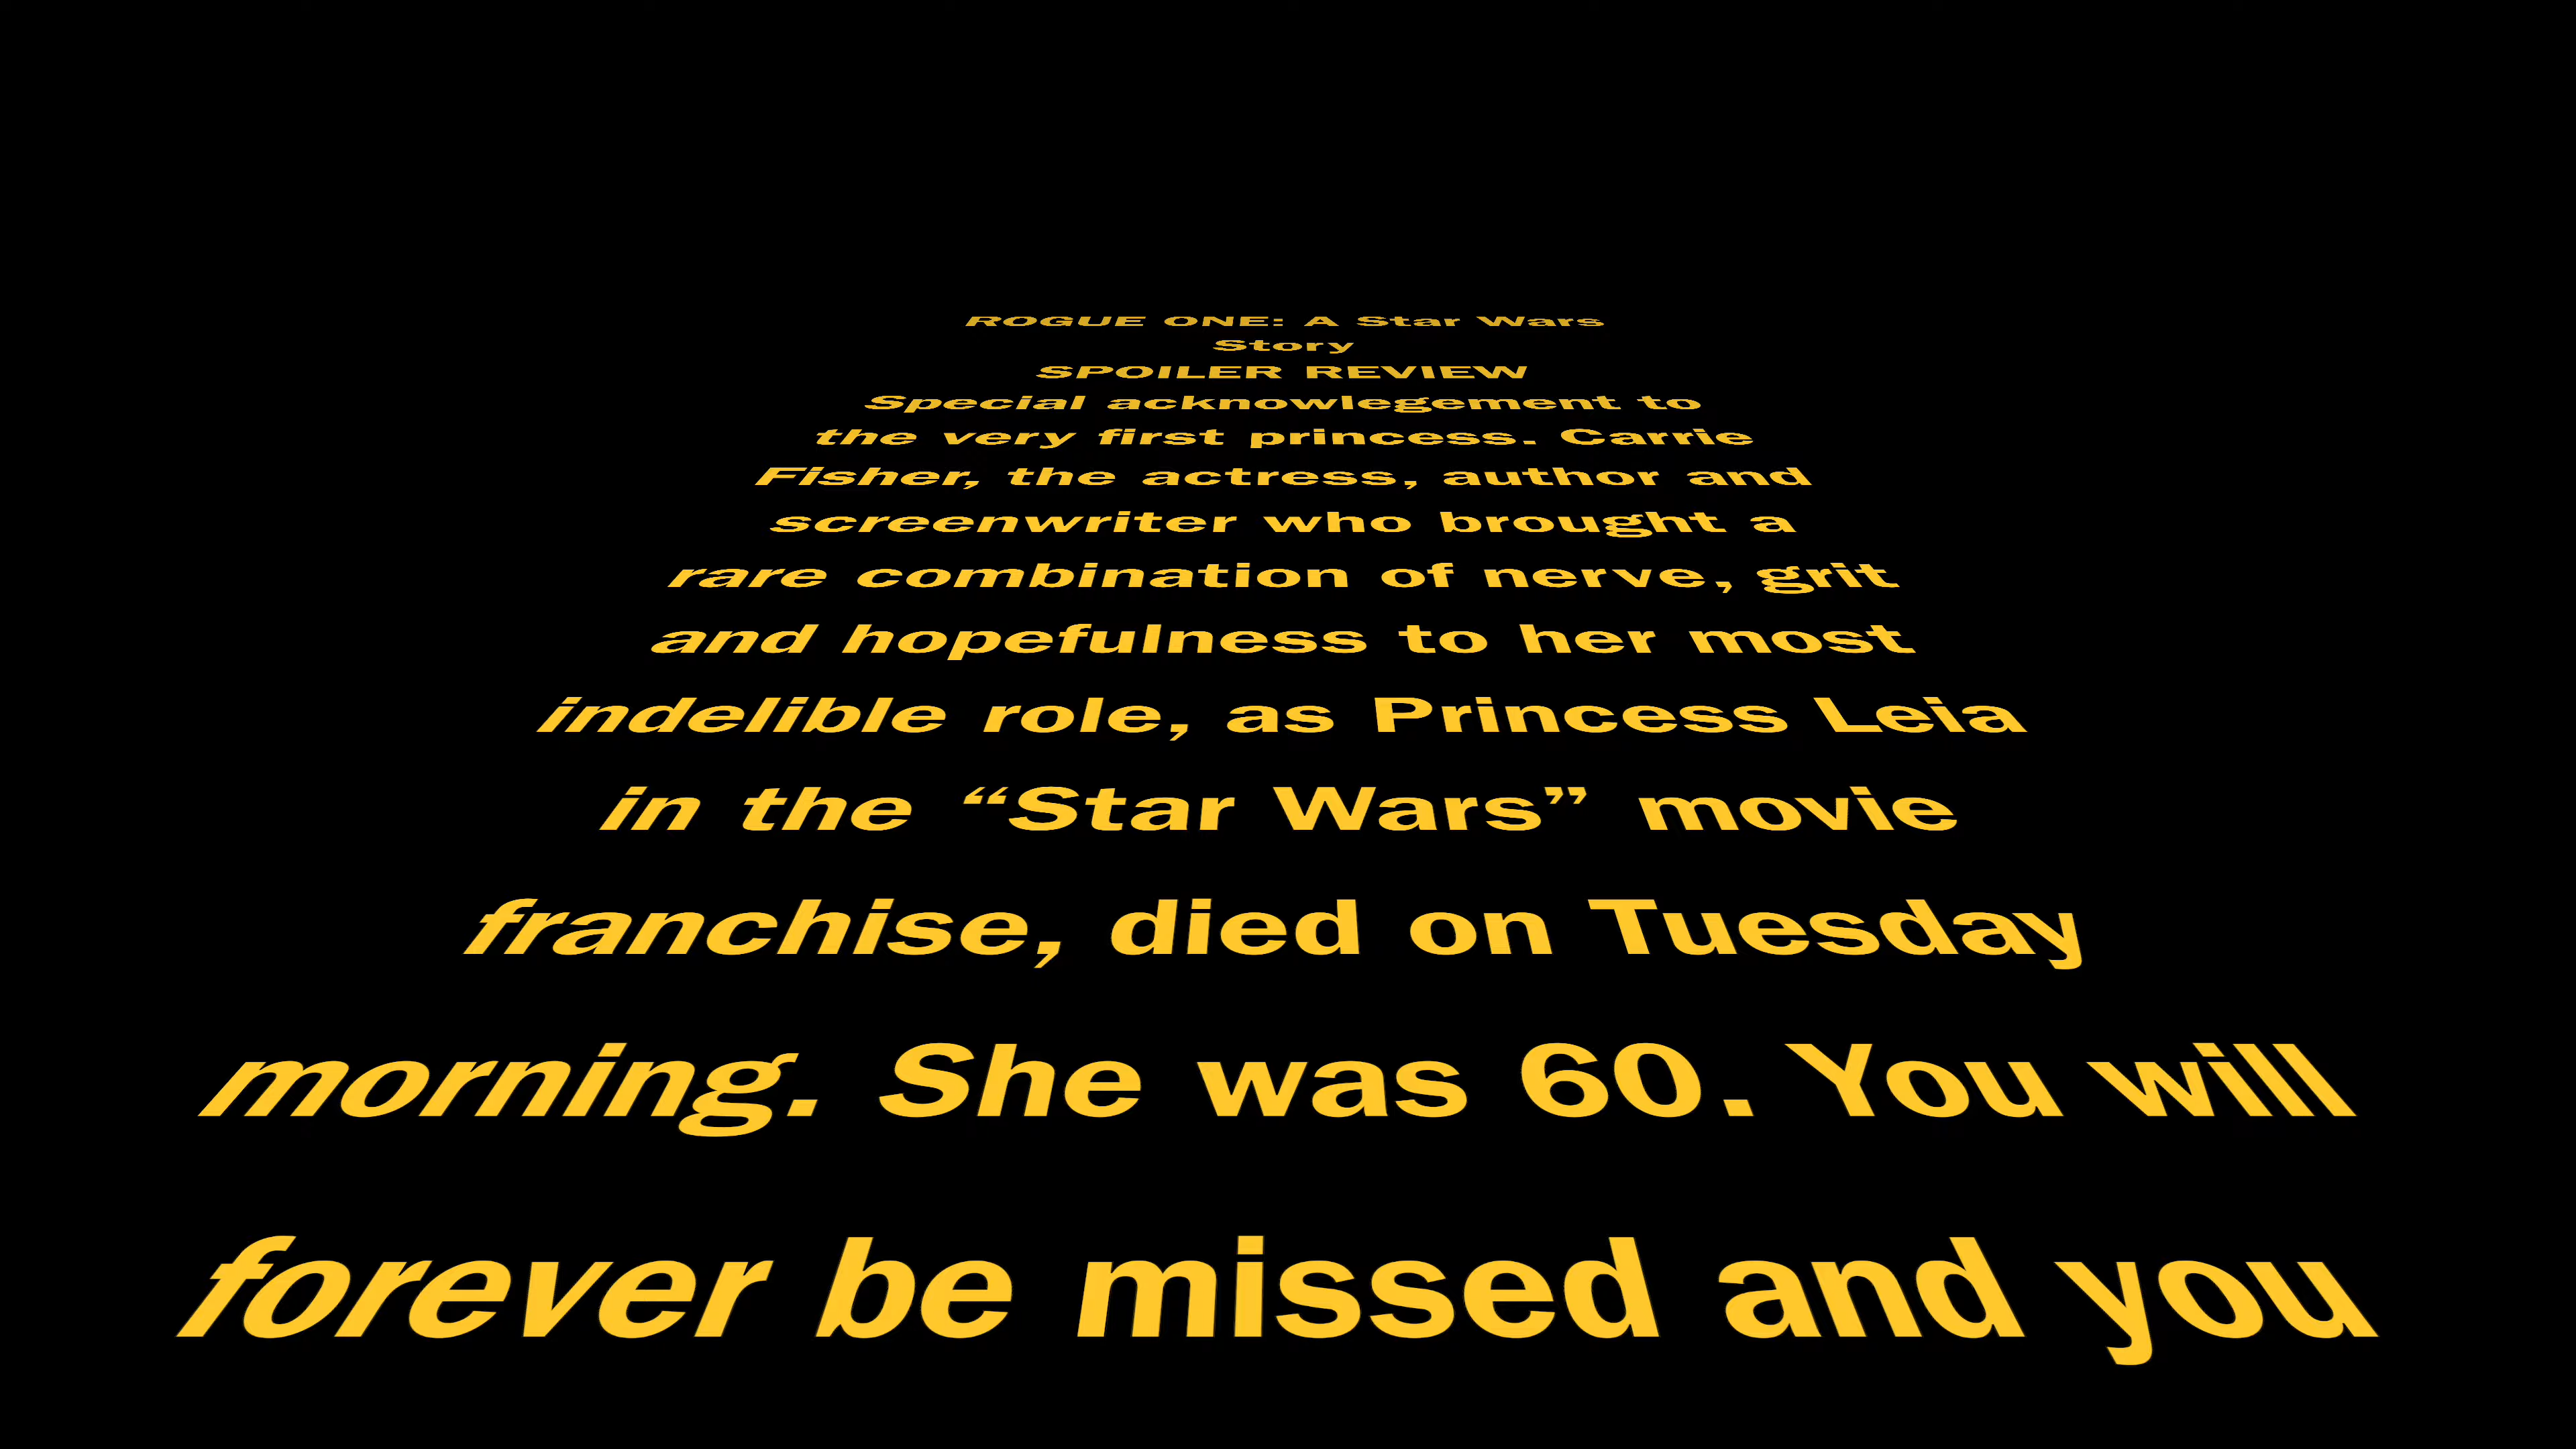 ROGUE ONE: A Star Wars
Story
SPOILER REVIEW
Special acknowlegement to
the very first princess. Carrie
Fisher, the actress, author and
screenwriter who brought a
rare combination of nerve, grit
and hopefulness to her most
indelible role, as Princess Leia
in the “Star Wars” movie
franchise, died on Tuesday
morning. She was 60. You will
forever be missed and you